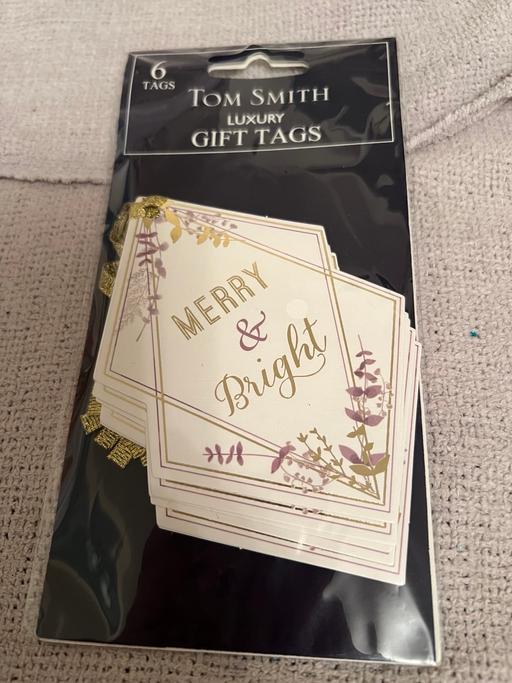 6
TAGS
TOM SMITH
LUXURY
GIFT TAGS
MERRY
&
Bright